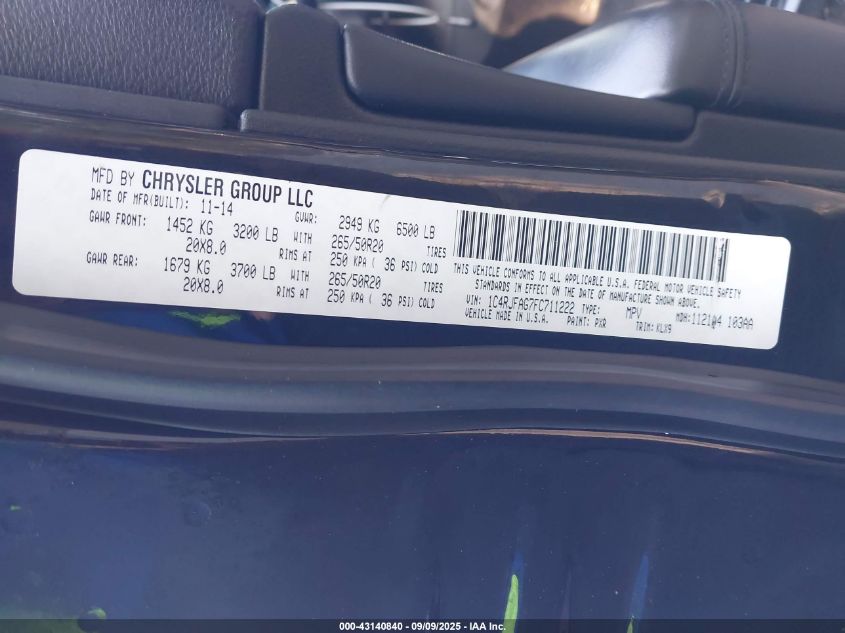 MFD BY CHRYSLER GROUP LLC
DATE OF MFR(BUILT): 11-14 GVWR: 2949 KG 6500 LB
GAWR FRONT: 1452 KG 3200 LB WITH 265/50R20 TIRES
20X8.0 RIMS AT 250 KPA ( 36 PSI) COLD
GAWR REAR: 1679 KG 3700 LB WITH 265/50R20 TIRES
20X8.0 RIMS AT 250 KPA ( 36 PSI) COLD
THIS VEHICLE CONFORMS TO ALL APPLICABLE U.S.A. FEDERAL MOTOR VEHICLE SAFETY
STANDARDS IN EFFECT ON THE DATE OF MANUFACTURE SHOWN ABOVE.
VIN: 1C4RJFAG7FC711222 TYPE: MPV MDH: 103AA
VEHICLE MADE IN U.S.A. PAINT: PXR TRIM: KLX9
000-43140840 - 09/09/2025 - IAA Inc.